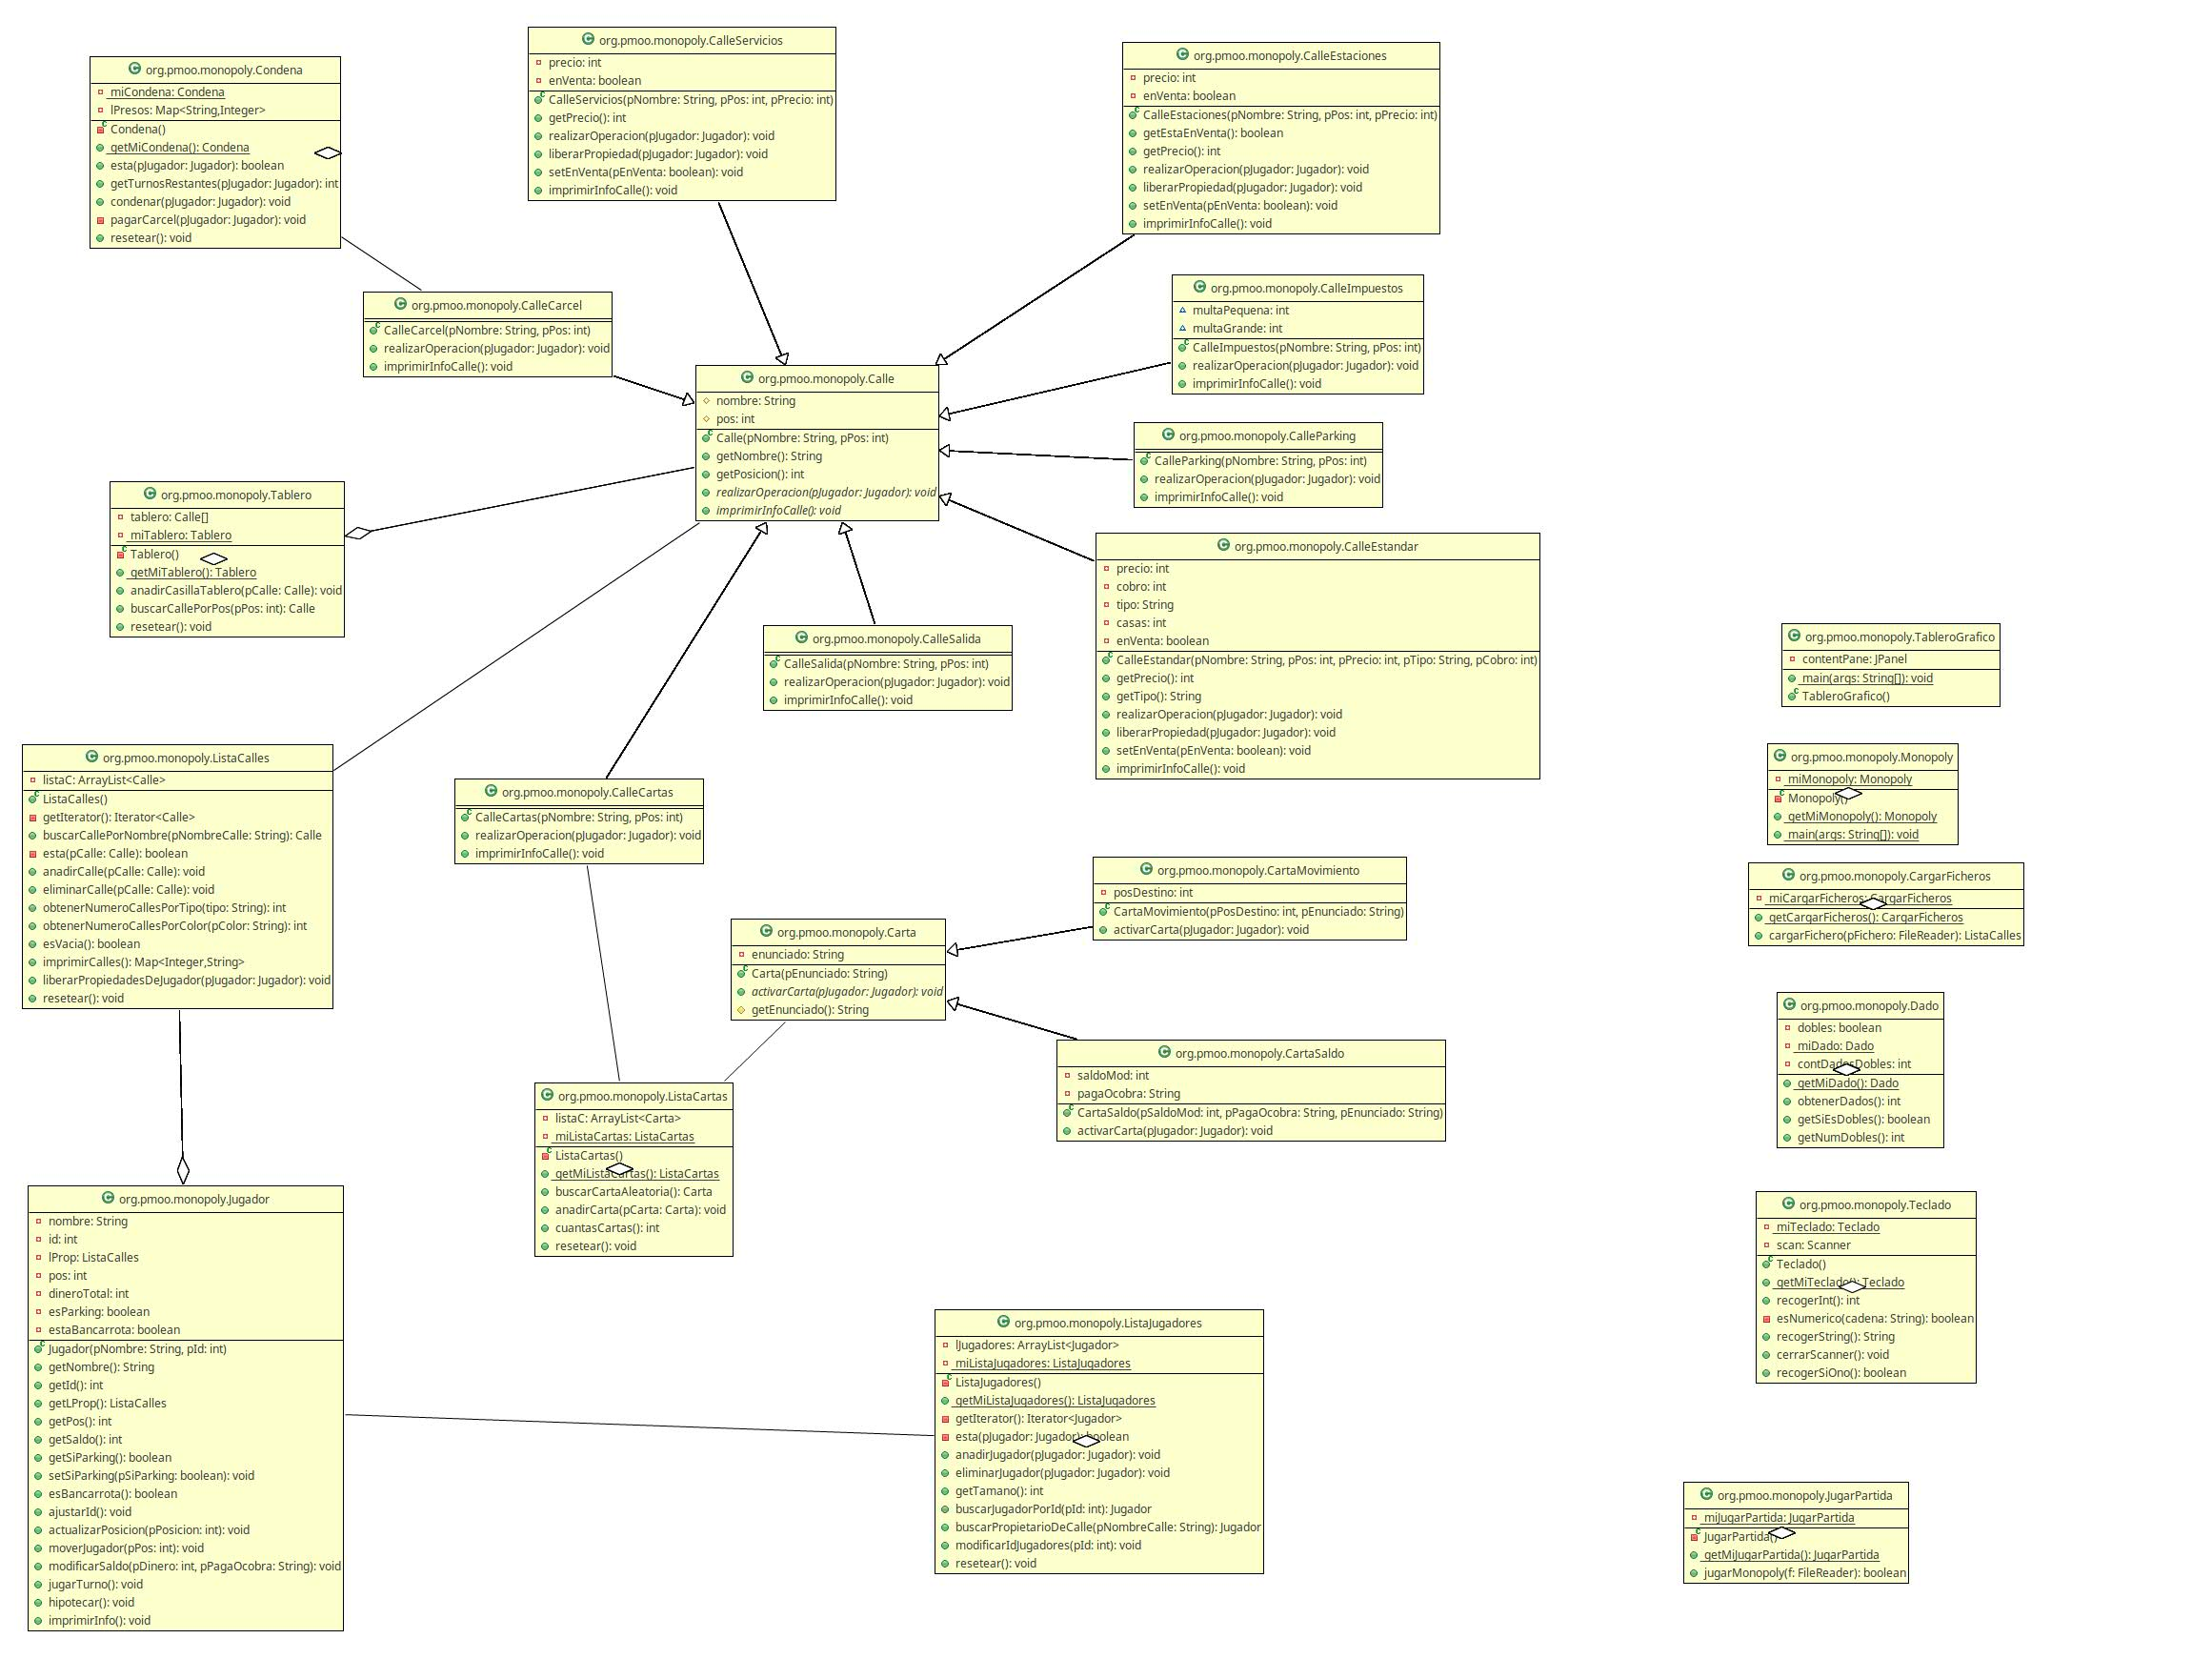 org.pmoo.monopoly.Condena
miCondena: Condena
lPresos: Map<String,Integer>
Condena()
getMiCondena(): Condena
esta(pJugador: Jugador): boolean
getTurnosRestantes(pJugador: Jugador): int
condenar(pJugador: Jugador): void
pagarCarcel(pJugador: Jugador): void
resetear(): void
org.pmoo.monopoly.CalleServicios
precio: int
enVenta: boolean
CalleServicios(pNombre: String, pPos: int, pPrecio: int)
getPrecio(): int
realizarOperacion(pJugador: Jugador): void
liberarPropiedad(pJugador: Jugador): void
setEnVenta(pEnVenta: boolean): void
imprimirInfoCalle(): void
org.pmoo.monopoly.CalleEstaciones
precio: int
enVenta: boolean
CalleEstaciones(pNombre: String, pPos: int, pPrecio: int)
getEstaEnVenta(): boolean
getPrecio(): int
realizarOperacion(pJugador: Jugador): void
liberarPropiedad(pJugador: Jugador): void
setEnVenta(pEnVenta: boolean): void
imprimirInfoCalle(): void
org.pmoo.monopoly.CalleCarcel
CalleCarcel(pNombre: String, pPos: int)
realizarOperacion(pJugador: Jugador): void
imprimirInfoCalle(): void
org.pmoo.monopoly.CalleImpuestos
multaPequena: int
multaGrande: int
CalleImpuestos(pNombre: String, pPos: int)
realizarOperacion(pJugador: Jugador): void
imprimirInfoCalle(): void
org.pmoo.monopoly.Calle
nombre: String
pos: int
Calle(pNombre: String, pPos: int)
getNombre(): String
getPosicion(): int
realizarOperacion(pJugador: Jugador): void
imprimirInfoCalle(): void
org.pmoo.monopoly.CalleParking
CalleParking(pNombre: String, pPos: int)
realizarOperacion(pJugador: Jugador): void
imprimirInfoCalle(): void
org.pmoo.monopoly.Tablero
tablero: Calle[]
miTablero: Tablero
Tablero()
getMiTablero(): Tablero
anadirCasillaTablero(pCalle: Calle): void
buscarCallePorPos(pPos: int): Calle
resetear(): void
org.pmoo.monopoly.CalleEstandar
precio: int
cobro: int
tipo: String
casas: int
enVenta: boolean
CalleEstandar(pNombre: String, pPos: int, pPrecio: int, pTipo: String, pCobro: int)
getPrecio(): int
getTipo(): String
realizarOperacion(pJugador: Jugador): void
liberarPropiedad(pJugador: Jugador): void
setEnVenta(pEnVenta: boolean): void
imprimirInfoCalle(): void
org.pmoo.monopoly.CalleSalida
CalleSalida(pNombre: String, pPos: int)
realizarOperacion(pJugador: Jugador): void
imprimirInfoCalle(): void
org.pmoo.monopoly.TableroGrafico
contentPane: JPanel
main(args: String[]): void
TableroGrafico()
org.pmoo.monopoly.ListaCalles
listaC: ArrayList<Calle>
ListaCalles()
getIterator(): Iterator<Calle>
buscarCallePorNombre(pNombreCalle: String): Calle
esta(pCalle: Calle): boolean
anadirCalle(pCalle: Calle): void
eliminarCalle(pCalle: Calle): void
obtenerNumeroCallesPorTipo(tipo: String): int
obtenerNumeroCallesPorColor(pColor: String): int
esVacia(): boolean
imprimirCalles(): Map<Integer,String>
liberarPropiedadesDeJugador(pJugador: Jugador): void
resetear(): void
org.pmoo.monopoly.CalleCartas
CalleCartas(pNombre: String, pPos: int)
realizarOperacion(pJugador: Jugador): void
imprimirInfoCalle(): void
org.pmoo.monopoly.Monopoly
miMonopoly: Monopoly
Monopoly()
getMiMonopoly(): Monopoly
main(args: String[]): void
org.pmoo.monopoly.CartaMovimiento
posDestino: int
CartaMovimiento(pPosDestino: int, pEnunciado: String)
activarCarta(pJugador: Jugador): void
org.pmoo.monopoly.CargarFicheros
miCargarFicheros: CargarFicheros
getCargarFicheros(): CargarFicheros
cargarFichero(pFichero: FileReader): ListaCalles
org.pmoo.monopoly.Carta
enunciado: String
Carta(pEnunciado: String)
activarCarta(pJugador: Jugador): void
getEnunciado(): String
org.pmoo.monopoly.Dado
dobles: boolean
miDado: Dado
contDadosDobles: int
getMiDado(): Dado
obtenerDados(): int
getSiEsDobles(): boolean
getNumDobles(): int
org.pmoo.monopoly.CartaSaldo
saldoMod: int
pagaOcobra: String
CartaSaldo(pSaldoMod: int, pPagaOcobra: String, pEnunciado: String)
activarCarta(pJugador: Jugador): void
org.pmoo.monopoly.ListaCartas
listaC: ArrayList<Carta>
miListaCartas: ListaCartas
ListaCartas()
getMiListaCartas(): ListaCartas
buscarCartaAleatoria(): Carta
anadirCarta(pCarta: Carta): void
cuantasCartas(): int
resetear(): void
org.pmoo.monopoly.Jugador
nombre: String
id: int
lProp: ListaCalles
pos: int
dineroTotal: int
esParking: boolean
estaBancarrota: boolean
Jugador(pNombre: String, pId: int)
getNombre(): String
getId(): int
getLProp(): ListaCalles
getPos(): int
getSaldo(): int
getSiParking(): boolean
setSiParking(pSiParking: boolean): void
esBancarrota(): boolean
ajustarId(): void
actualizarPosicion(pPosicion: int): void
moverJugador(pPos: int): void
modificarSaldo(pDinero: int, pPagaOcobra: String): void
jugarTurno(): void
hipotecar(): void
imprimirInfo(): void
org.pmoo.monopoly.Teclado
miTeclado: Teclado
scan: Scanner
Teclado()
getMiTeclado(): Teclado
recogerInt(): int
esNumerico(cadena: String): boolean
recogerString(): String
cerrarScanner(): void
recogerSiOno(): boolean
org.pmoo.monopoly.ListaJugadores
lJugadores: ArrayList<Jugador>
miListaJugadores: ListaJugadores
ListaJugadores()
getMiListaJugadores(): ListaJugadores
getIterator(): Iterator<Jugador>
esta(pJugador: Jugador): boolean
anadirJugador(pJugador: Jugador): void
eliminarJugador(pJugador: Jugador): void
getTamano(): int
buscarJugadorPorId(pId: int): Jugador
buscarPropietarioDeCalle(pNombreCalle: String): Jugador
modificarIdJugadores(pId: int): void
resetear(): void
org.pmoo.monopoly.JugarPartida
miJugarPartida: JugarPartida
JugarPartida()
getMiJugarPartida(): JugarPartida
jugarMonopoly(f: FileReader): boolean